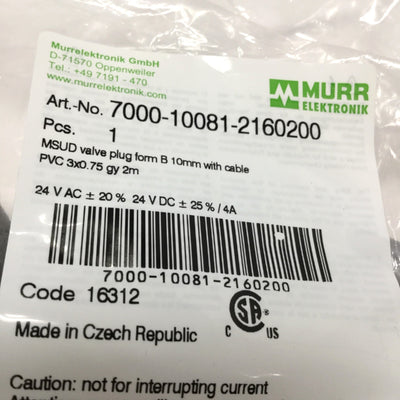 Murrelektronik GmbH
D-71570 Oppenweiler
Tel.: +49 7191 - 470
www.murrelektronik.com
MURR
ELEKTRONIK
Art.-No. 7000-10081-2160200
Pcs. 1
MSUD valve plug form B 10mm with cable
PVC 3x0.75 gy 2m
24 V AC ± 20% 24 V DC ± 25% / 4A
7000-10081-2160200
Code 16312
SA
C US
Made in Czech Republic
Caution: not for interrupting current